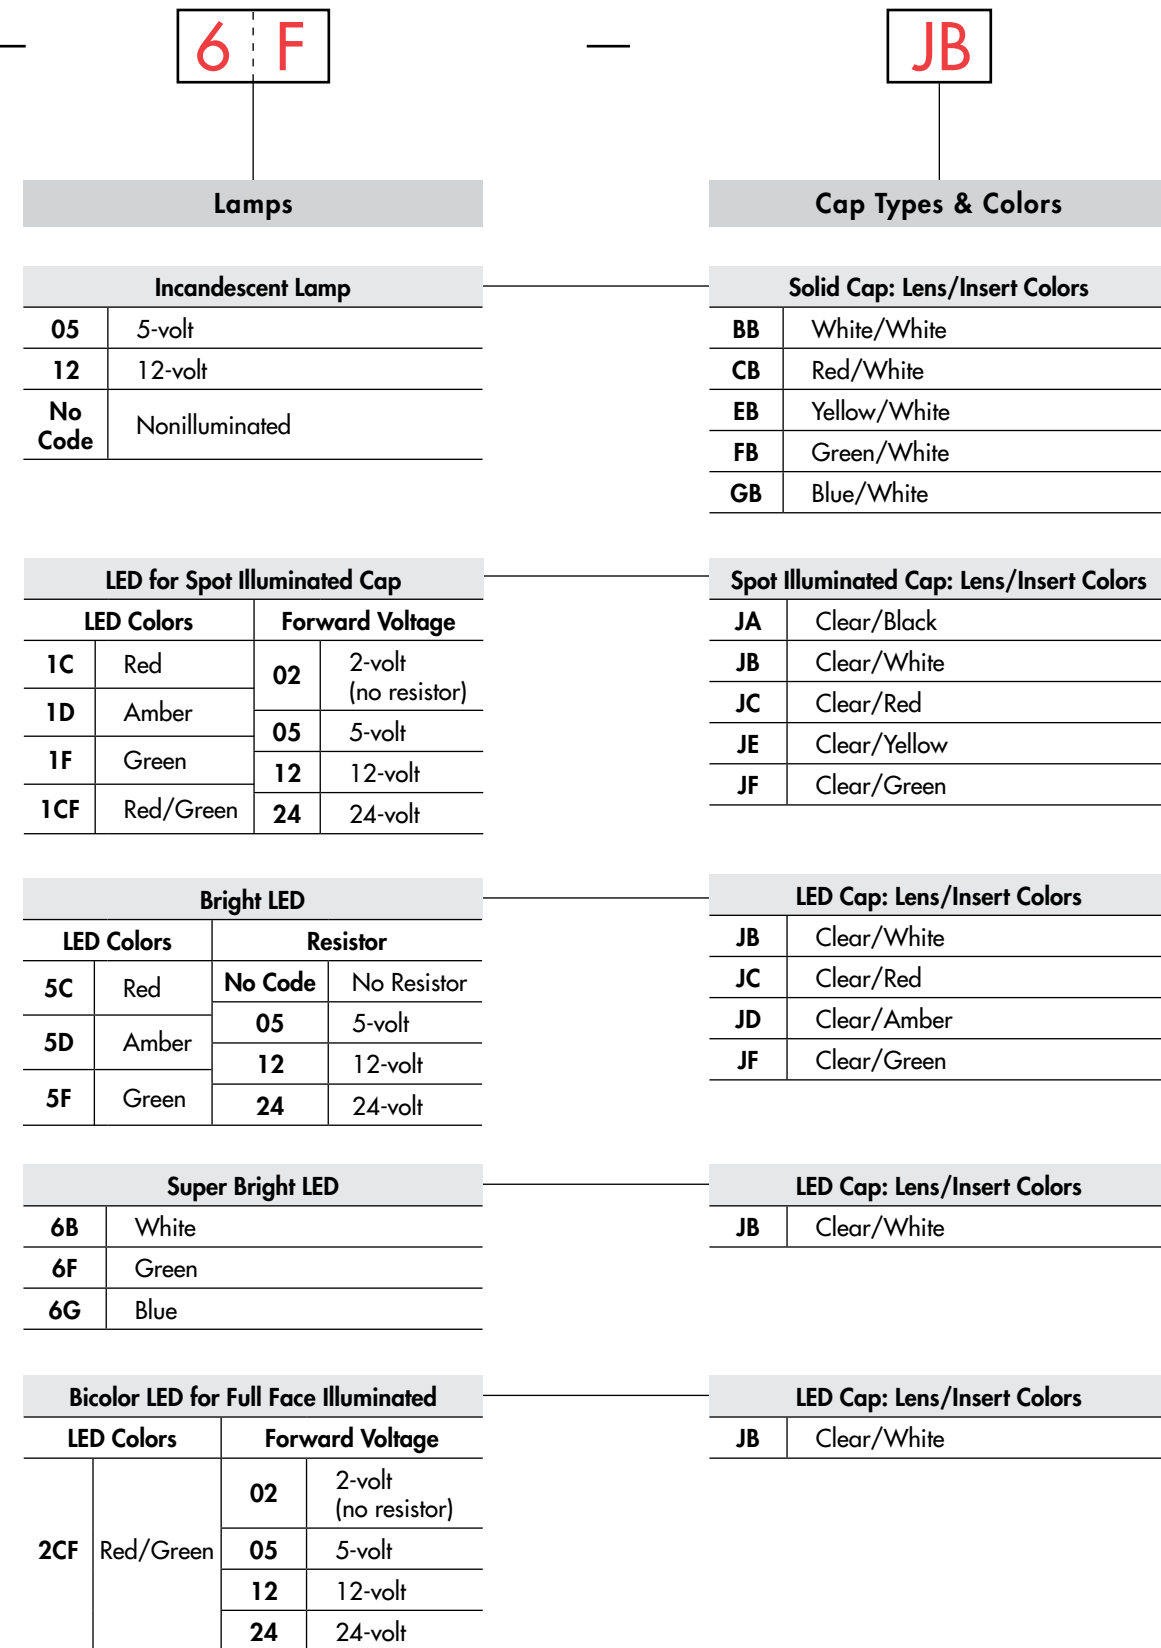 — 6 F — JB
Lamps
Cap Types & Colors
Incandescent Lamp
05 5-volt
12 12-volt
No
Code Nonilluminated
Solid Cap: Lens/Insert Colors
BB White/White
CB Red/White
EB Yellow/White
FB Green/White
GB Blue/White
LED for Spot Illuminated Cap
LED Colors Forward Voltage
1C Red
1D Amber
1F Green
1CF Red/Green
02 2-volt
(no resistor)
05 5-volt
12 12-volt
24 24-volt
Spot Illuminated Cap: Lens/Insert Colors
JA Clear/Black
JB Clear/White
JC Clear/Red
JE Clear/Yellow
JF Clear/Green
Bright LED
LED Colors Resistor
5C Red
5D Amber
5F Green
No Code No Resistor
05 5-volt
12 12-volt
24 24-volt
LED Cap: Lens/Insert Colors
JB Clear/White
JC Clear/Red
JD Clear/Amber
JF Clear/Green
Super Bright LED
6B White
6F Green
6G Blue
LED Cap: Lens/Insert Colors
JB Clear/White
Bicolor LED for Full Face Illuminated
LED Colors Forward Voltage
2CF Red/Green
02 2-volt
(no resistor)
05 5-volt
12 12-volt
24 24-volt
LED Cap: Lens/Insert Colors
JB Clear/White